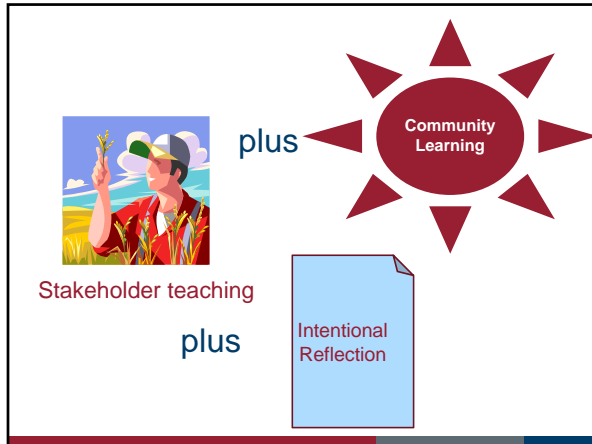 plus
Community
Learning
Stakeholder teaching
plus
Intentional
Reflection